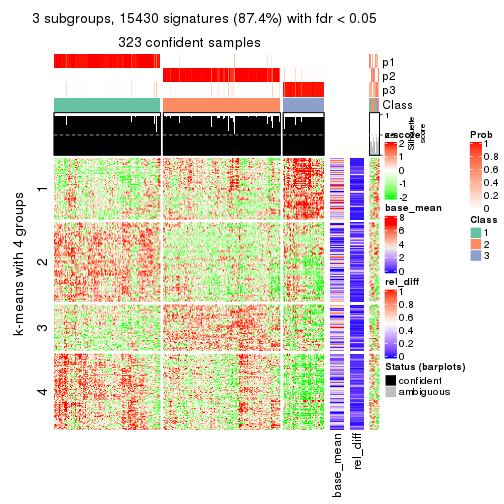 3 subgroups, 15430 signatures (87.4%) with fdr < 0.05
323 confident samples
p1
p2
p3
Class
1
0
Silhouette
score
k-means with 4 groups
1
2
3
4
base_mean
rel_diff
z-score
2
1
0
-1
-2
base_mean
8
6
4
2
0
rel_diff
1
0.8
0.6
0.4
0.2
0
Status (barplots)
confident
ambiguous
Prob
1
0.8
0.6
0.4
0.2
0
Class
1
2
3